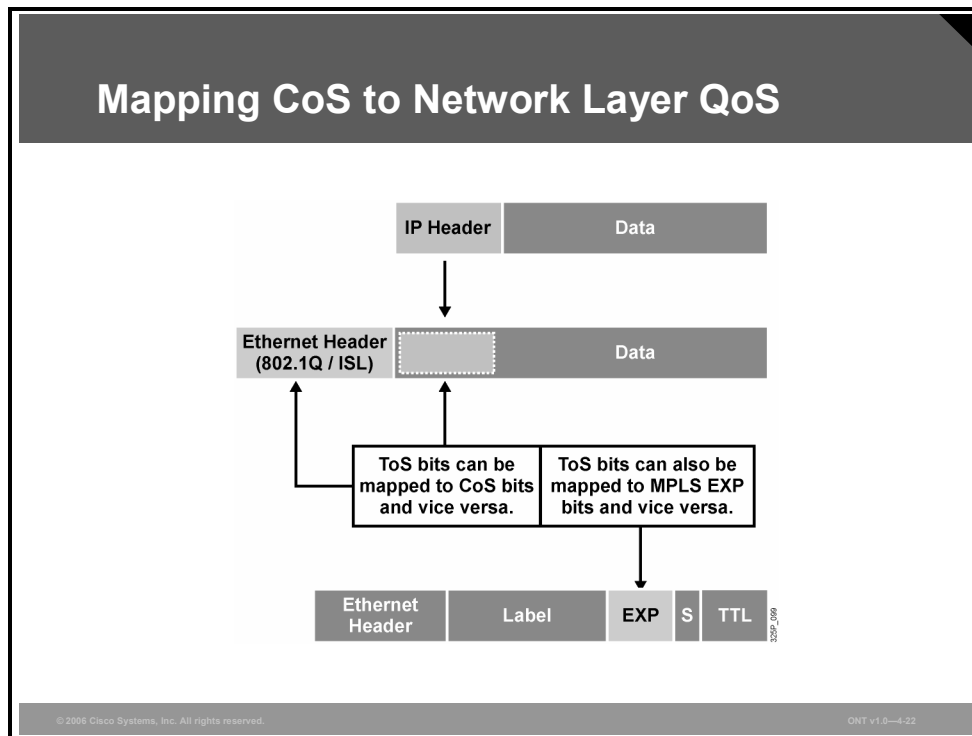 Mapping CoS to Network Layer QoS
IP Header
Data
Ethernet Header
(802.1Q / ISL)
Data
ToS bits can be
mapped to CoS bits
and vice versa.
ToS bits can also be
mapped to MPLS EXP
bits and vice versa.
Ethernet
Header
Label
EXP
S
TTL
325P_099
© 2006 Cisco Systems, Inc. All rights reserved.
ONT v1.0—4-22